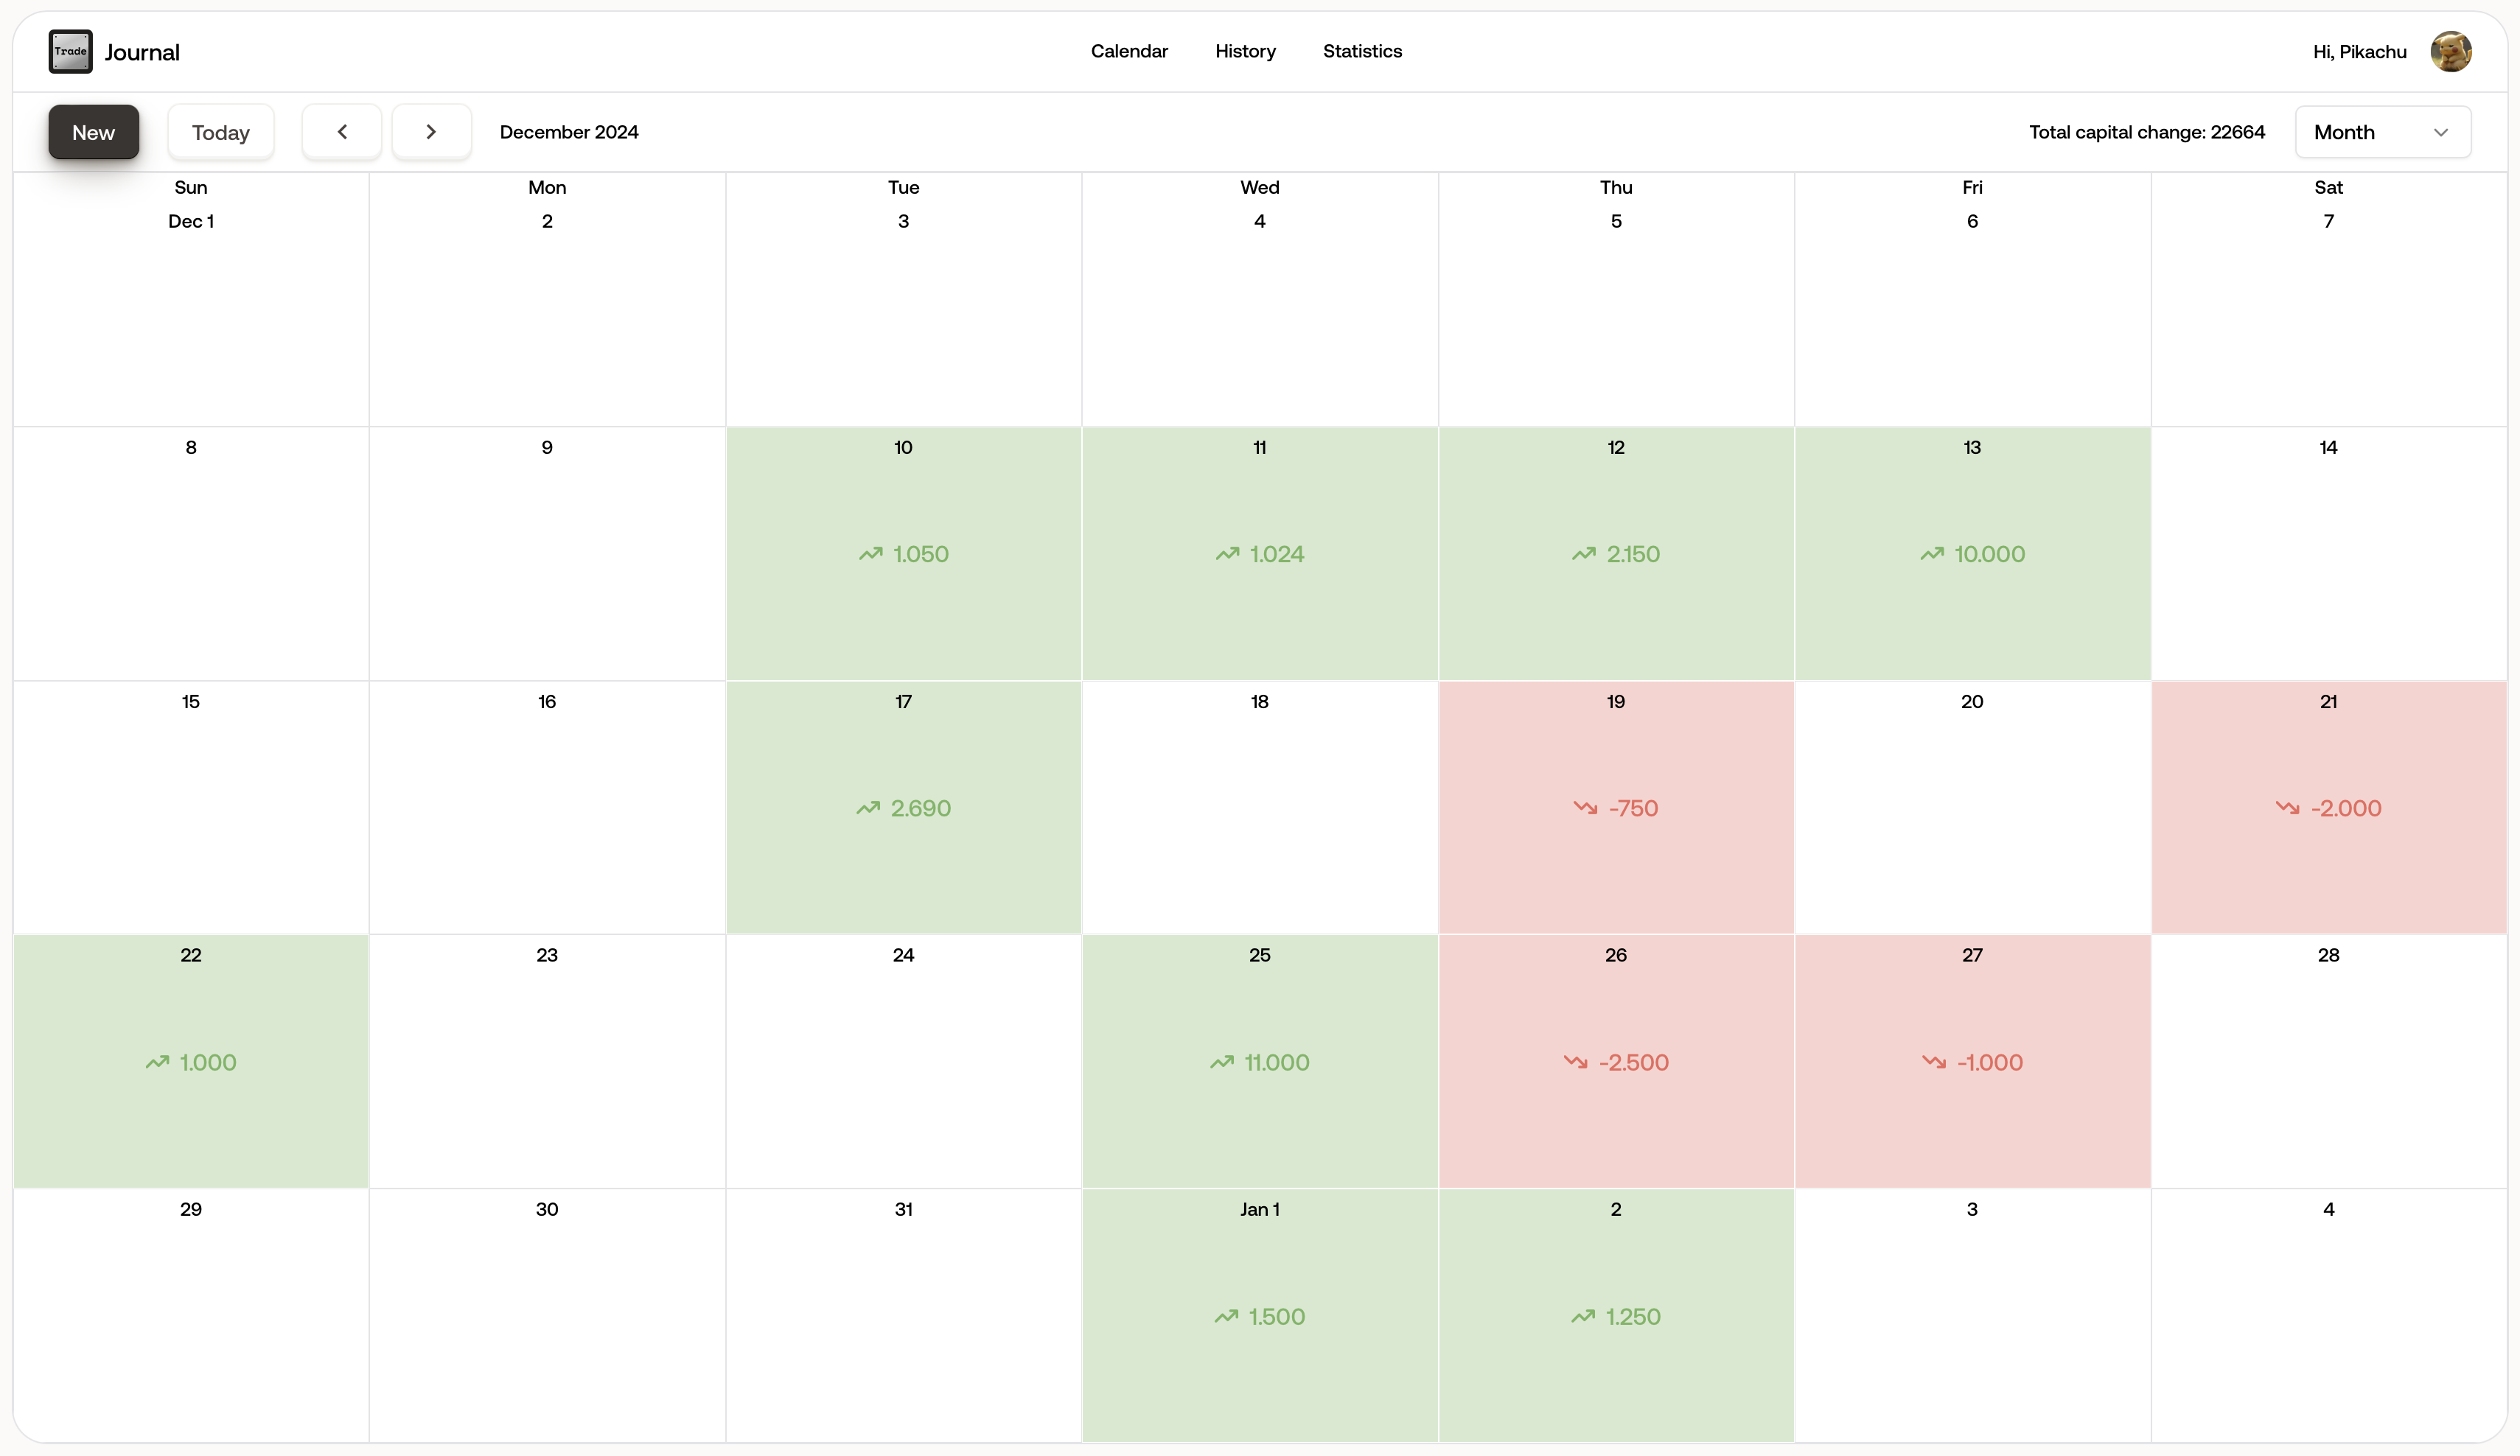 Trade Journal Calendar History Statistics Hi, Pikachu
New Today December 2024 Total capital change: 22664 Month
Sun Mon Tue Wed Thu Fri Sat
Dec 1 2 3 4 5 6 7
8 9 10 11 12 13 14
1.050 1.024 2.150 10.000
15 16 17 18 19 20 21
2.690 -750 -2.000
22 23 24 25 26 27 28
1.000 11.000 -2.500 -1.000
29 30 31 Jan 1 2 3 4
1.500 1.250